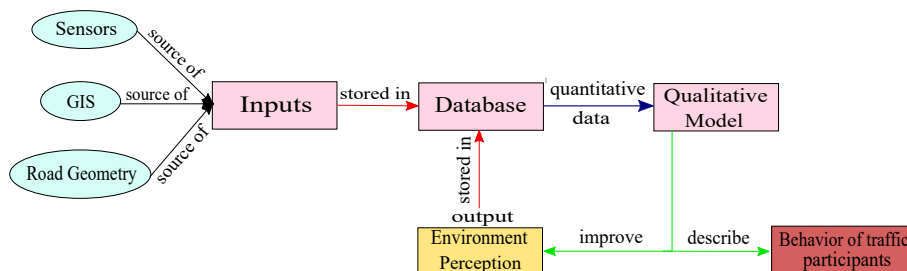 Sensors
source of
GIS
source of
Road Geometry
source of
Inputs
stored in
Database
quantitative
data
Qualitative
Model
stored in
output
Environment
Perception
improve
describe
Behavior of traffic
participants